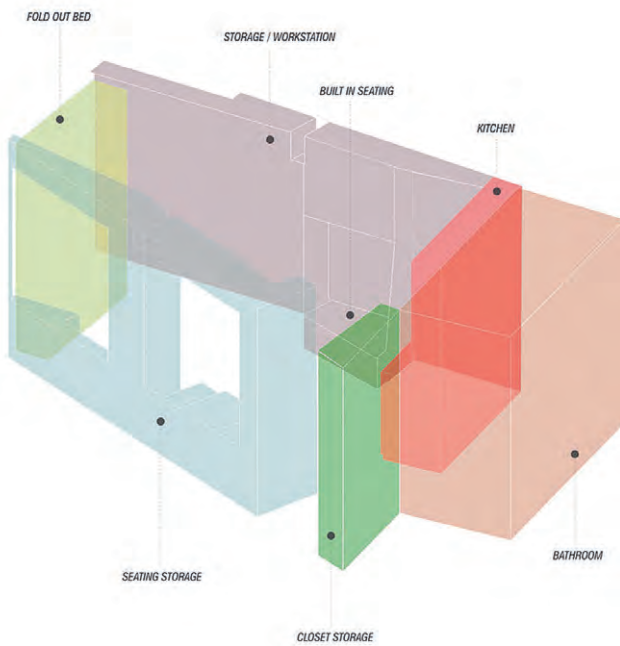 FOLD OUT BED
STORAGE / WORKSTATION
BUILT IN SEATING
KITCHEN
BATHROOM
SEATING STORAGE
CLOSET STORAGE